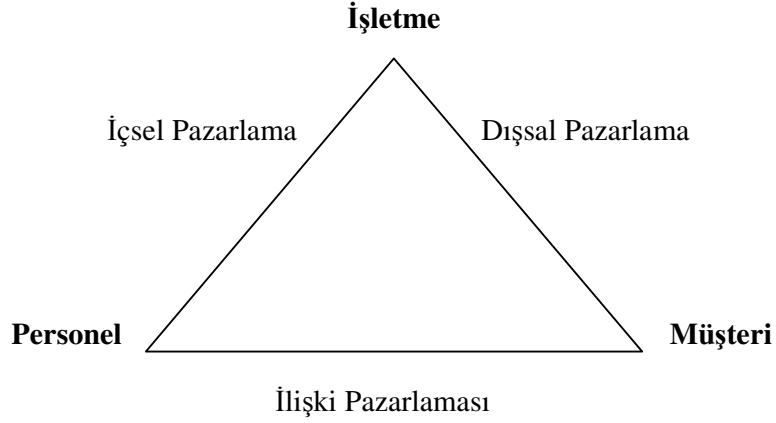 İşletme
İçsel Pazarlama
Dışsal Pazarlama
Personel
Müşteri
İlişki Pazarlaması